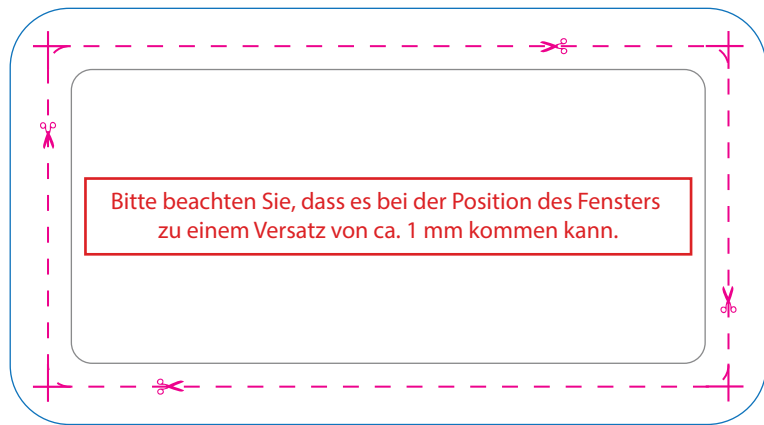 Bitte beachten Sie, dass es bei der Position des Fensters
zu einem Versatz von ca. 1 mm kommen kann.